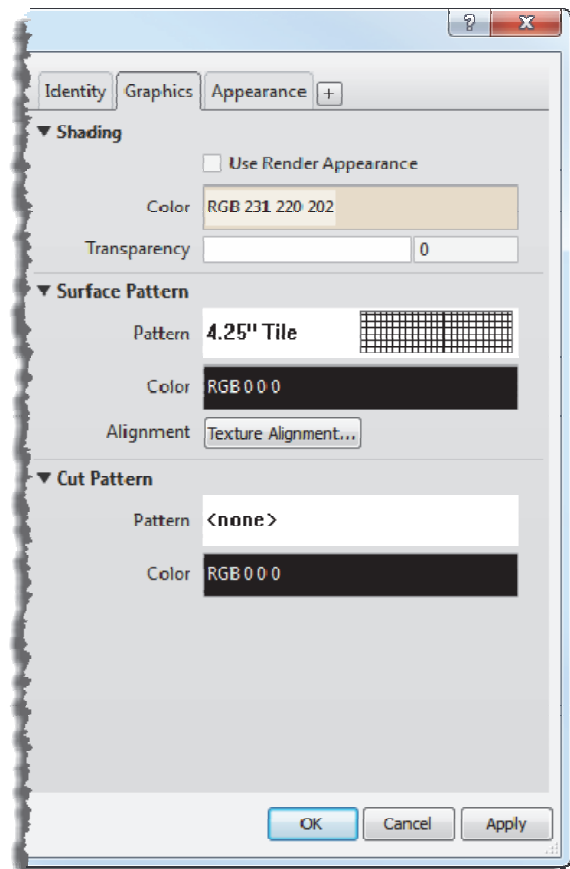 ?
X
Identity Graphics Appearance +
Shading
Use Render Appearance
Color RGB 231 220 202
Transparency 0
Surface Pattern
Pattern 4.25" Tile
Color RGB 0 0 0
Alignment Texture Alignment...
Cut Pattern
Pattern <none>
Color RGB 0 0 0
OK Cancel Apply